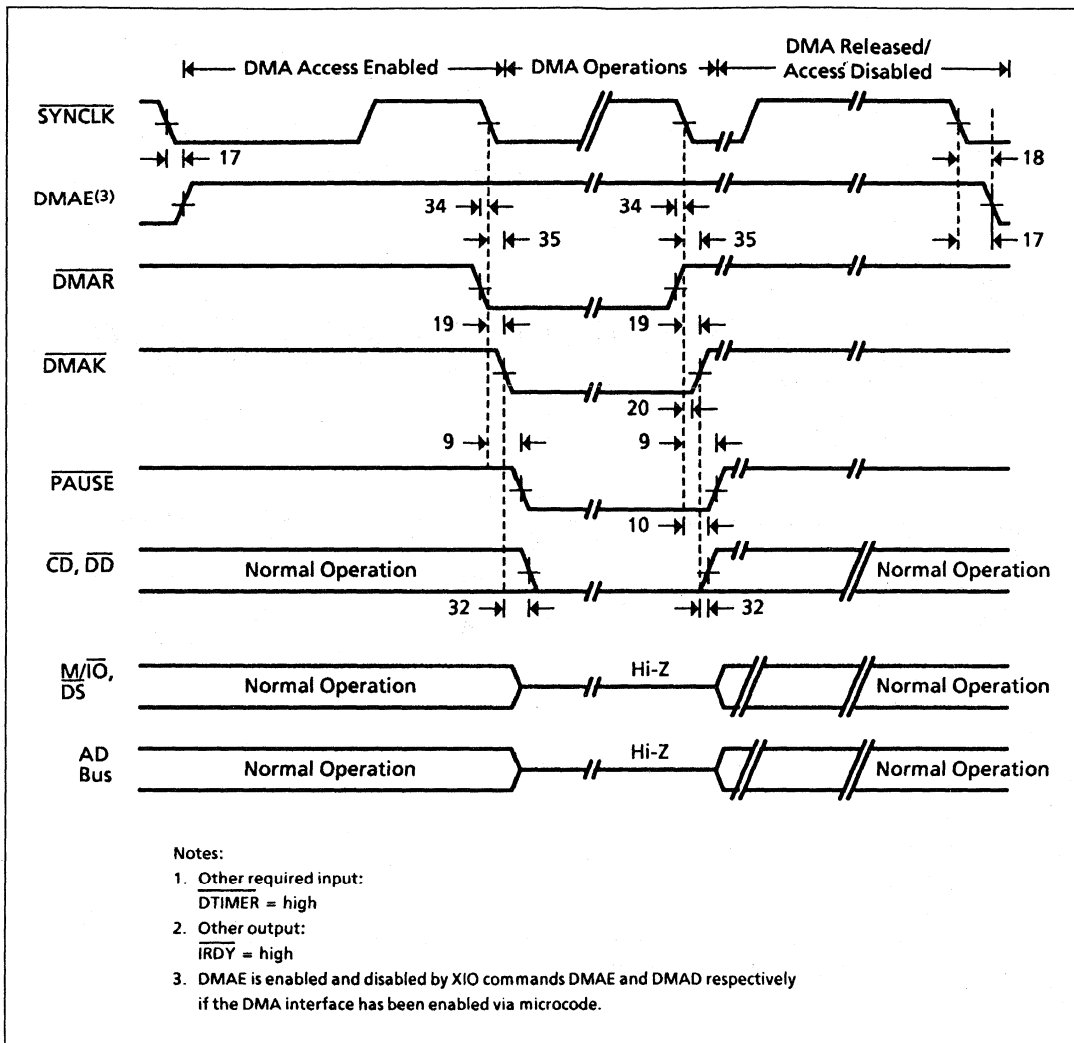 DMA Access Enabled DMA Operations DMA Released/
Access Disabled
SYNCLK
17 18
DMAE(3)
34 34
35 35 17
DMAR
19 19
DMAK
20
9 9
PAUSE
10
CD, DD
Normal Operation Normal Operation
32 32
M/IO,
DS
Normal Operation Hi-Z Normal Operation
AD
Bus
Normal Operation Hi-Z Normal Operation
Notes:
1. Other required input:
DTIMER = high
2. Other output:
IRDY = high
3. DMAE is enabled and disabled by XIO commands DMAE and DMAD respectively
if the DMA interface has been enabled via microcode.